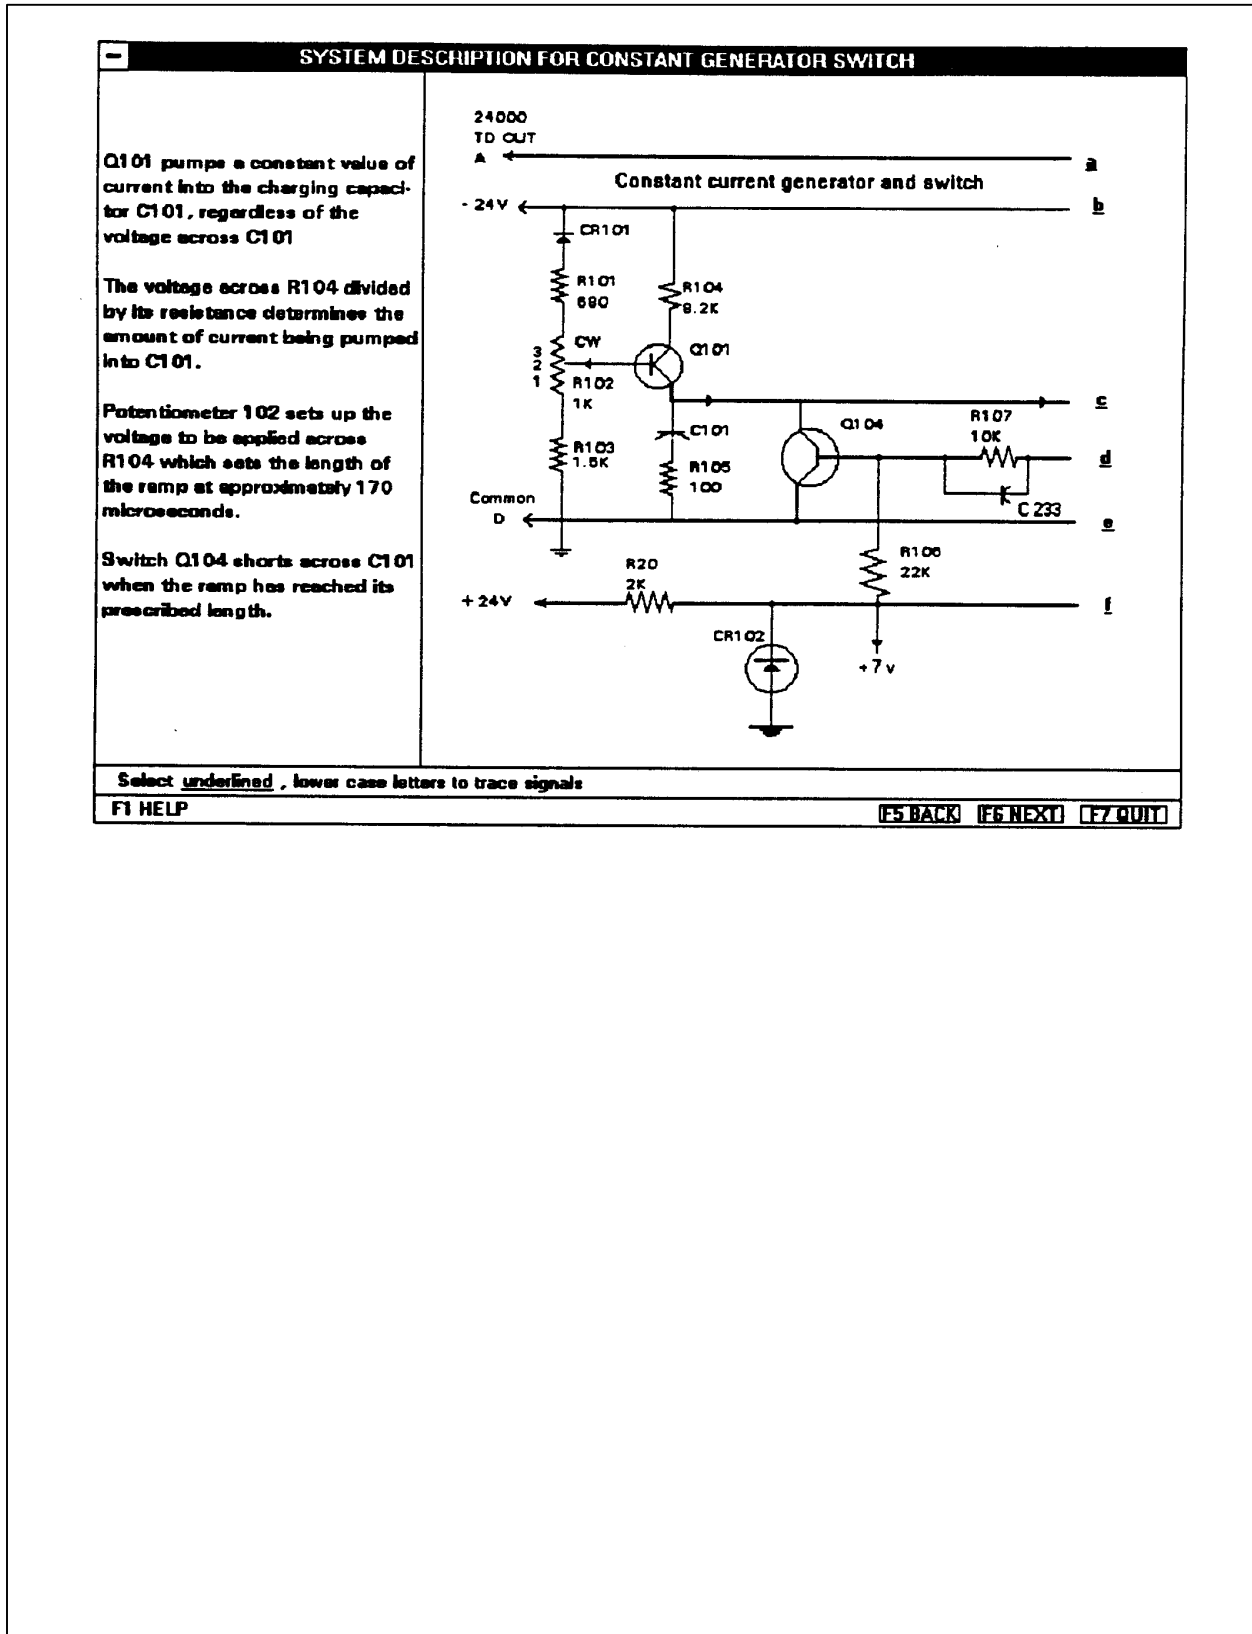 SYSTEM DESCRIPTION FOR CONSTANT GENERATOR SWITCH
Q101 pumps a constant value of
current into the charging capaci-
tor C101, regardless of the
voltage across C101
The voltage across R104 divided
by its resistance determines the
amount of current being pumped
into C101.
Potentiometer 102 sets up the
voltage to be applied across
R104 which sets the length of
the ramp at approximately 170
microseconds.
Switch Q104 shorts across C101
when the ramp has reached its
prescribed length.
24000
TD OUT
A
a
Constant current generator and switch
- 24V
b
CR101
R101
680
R104
8.2K
3
2
1
CW
R102
1K
Q101
c
C101
Q104
R107
10K
d
R103
1.5K
R105
100
C 233
Common
D
e
R106
22K
R20
2K
+ 24V
f
CR102
+7 v
Select underlined , lower case letters to trace signals
F1 HELP
F5 BACK
F6 NEXT
F7 QUIT